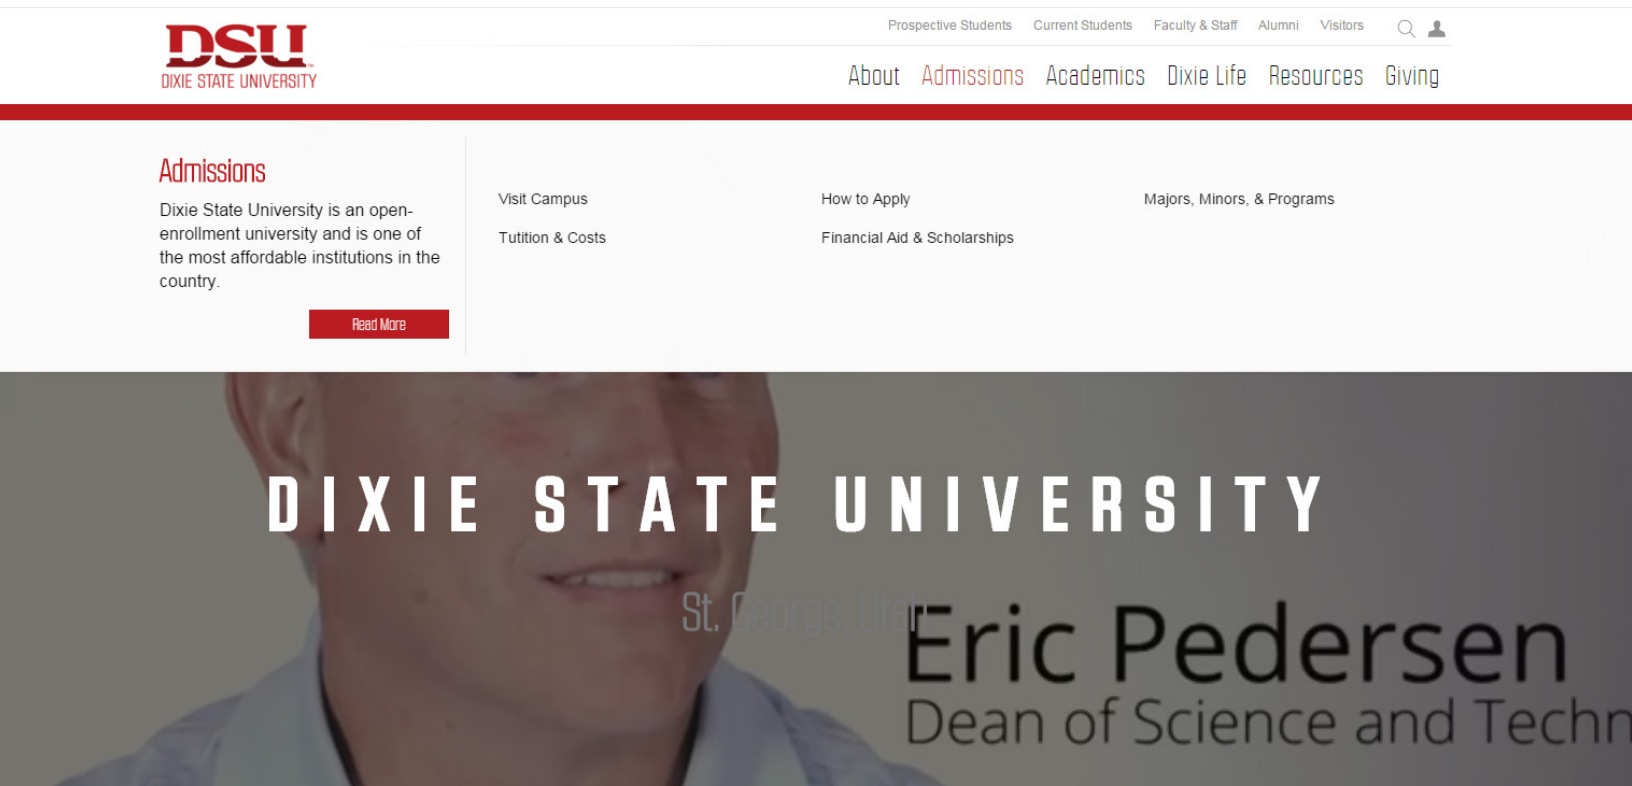 Prospective Students Current Students Faculty & Staff Alumni Visitors
DSU
DIXIE STATE UNIVERSITY
About Admissions Academics Dixie Life Resources Giving
Admissions
Dixie State University is an open-
enrollment university and is one of
the most affordable institutions in the
country.
Read More
Visit Campus How to Apply Majors, Minors, & Programs
Tutition & Costs Financial Aid & Scholarships
DIXIE STATE UNIVERSITY
St. George, Utah
Eric Pedersen
Dean of Science and Techn